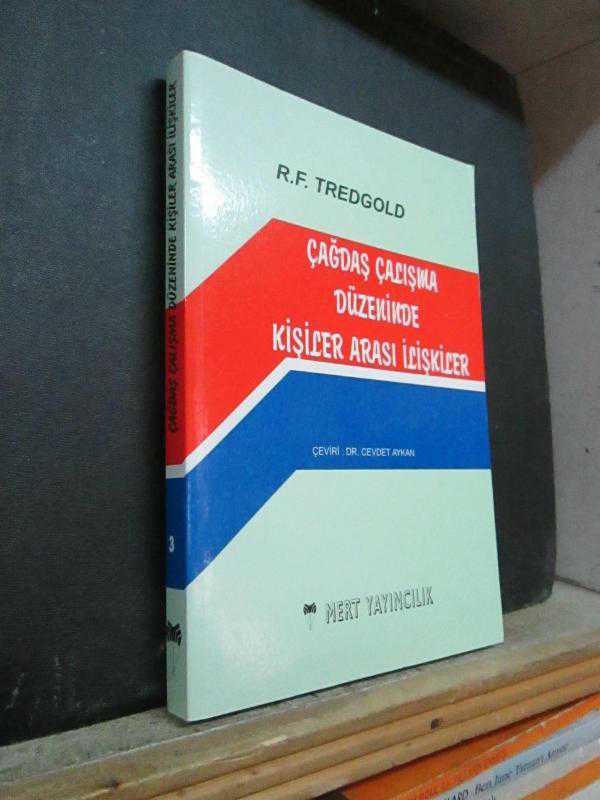 R.F. TREDGOLD
ÇAĞDAŞ ÇALIŞMA
DÜZENİNDE
KİŞİLER ARASI İLİŞKİLER
ÇEVİRİ : DR. CEVDET AYKAN
MERT YAYINCILIK
ÇAĞDAŞ ÇALIŞMA DÜZENİNDE KİŞİLER ARASI İLİŞKİLER
3